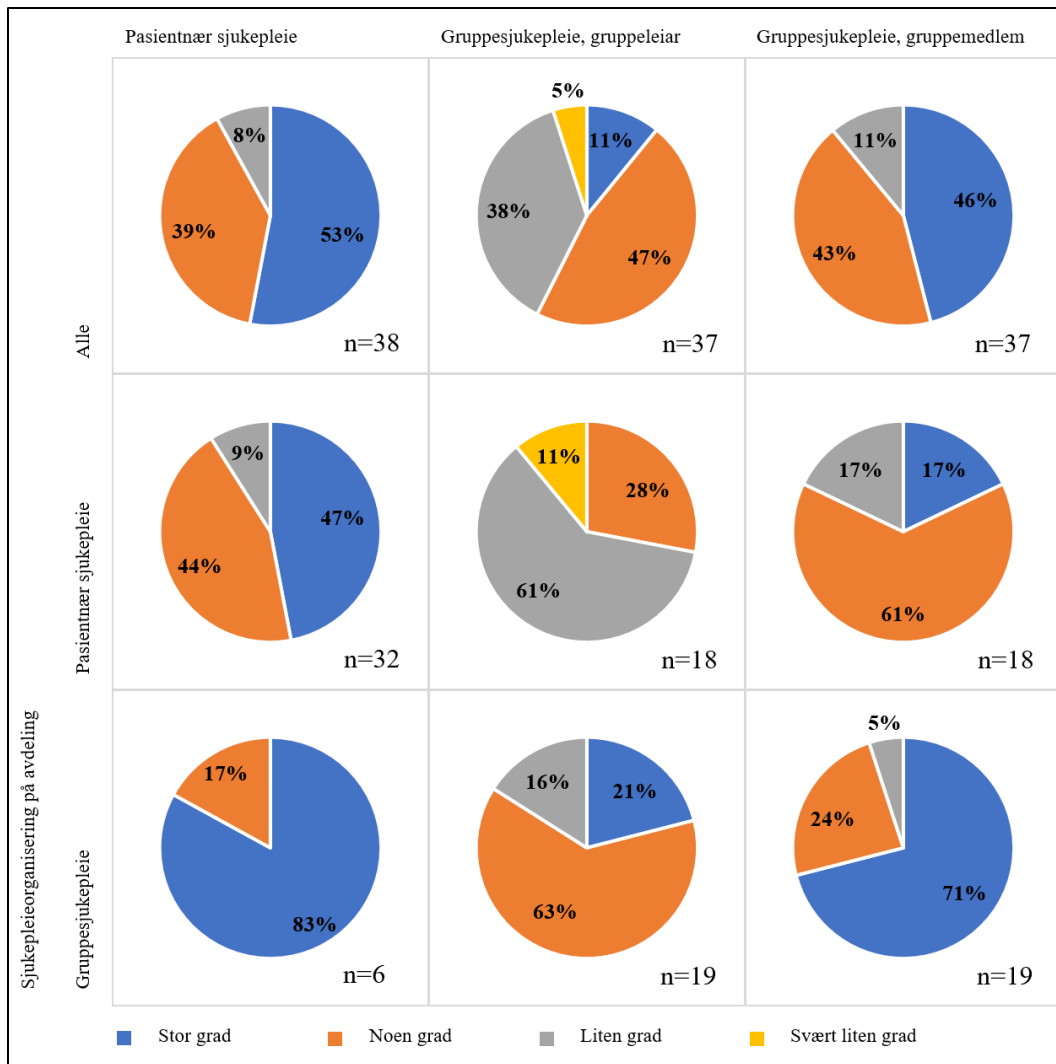 Pasientnær sjukepleie
Gruppesjukepleie, gruppeleiar
Gruppesjukepleie, gruppemedlem
Sjukepleieorganisering på avdeling
Alle
8%
39%
53%
n=38
5%
11%
38%
47%
n=37
11%
46%
43%
n=37
Pasientnær sjukepleie
9%
47%
44%
n=32
11%
28%
61%
n=18
17%
17%
61%
n=18
Gruppesjukepleie
17%
83%
n=6
16%
21%
63%
n=19
5%
24%
71%
n=19
Stor grad
Noen grad
Liten grad
Svært liten grad